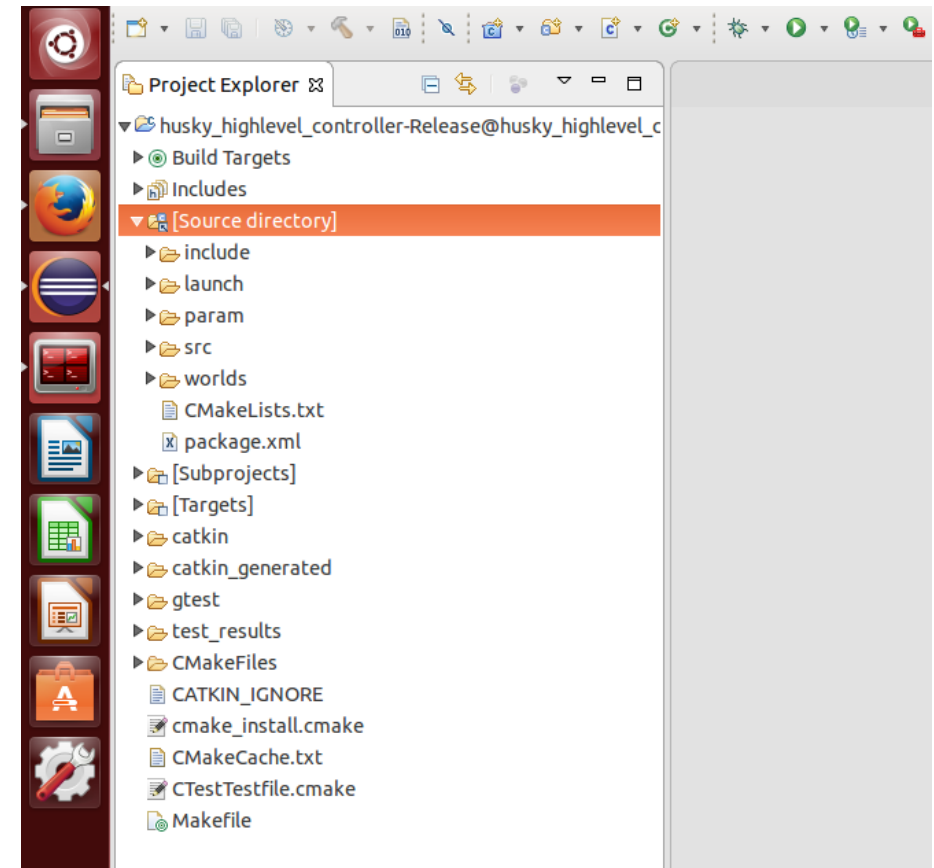 Project Explorer
husky_highlevel_controller-Release@husky_highlevel_c
Build Targets
Includes
[Source directory]
include
launch
param
src
worlds
CMakeLists.txt
package.xml
[Subprojects]
[Targets]
catkin
catkin_generated
gtest
test_results
CMakeFiles
CATKIN_IGNORE
cmake_install.cmake
CMakeCache.txt
CTestTestfile.cmake
Makefile